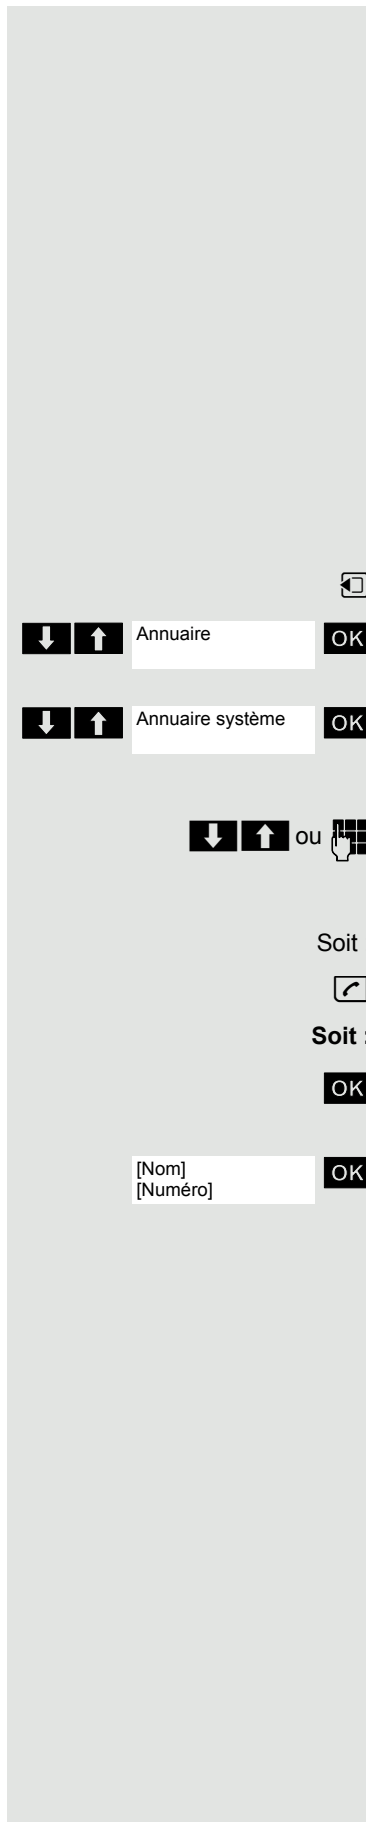 Annuaire OK
Annuaire système OK
ou
Soit
Soit :
OK
[Nom] OK
[Numéro]